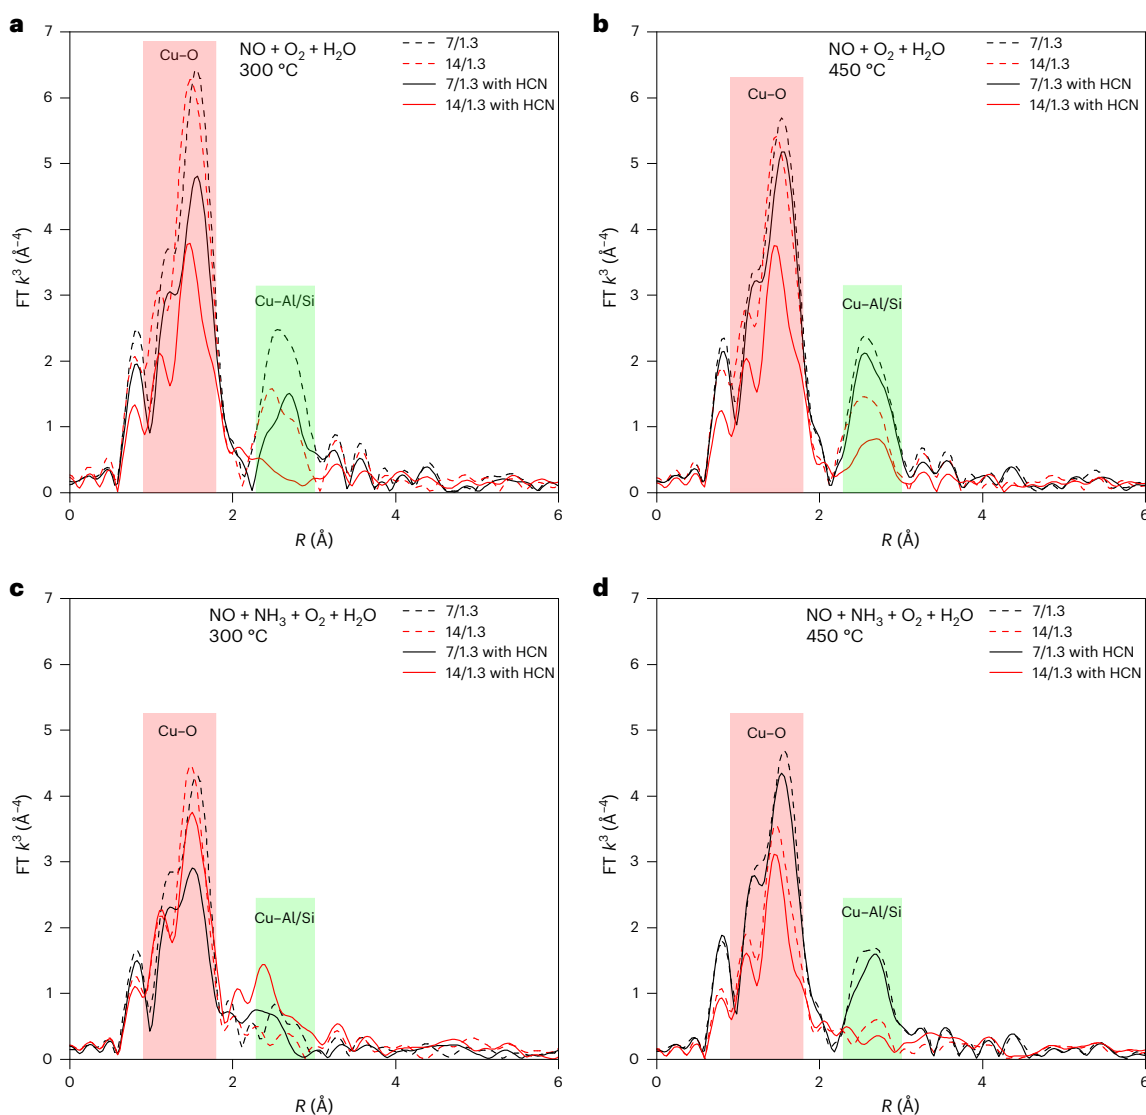 a
NO + O₂ + H₂O
300 °C
7/1.3
14/1.3
7/1.3 with HCN
14/1.3 with HCN
Cu–O
Cu–Al/Si
7
6
5
4
3
2
1
0
FT k³ (Å⁻⁴)
0
2
4
6
R (Å)
b
NO + O₂ + H₂O
450 °C
7/1.3
14/1.3
7/1.3 with HCN
14/1.3 with HCN
Cu–O
Cu–Al/Si
7
6
5
4
3
2
1
0
FT k³ (Å⁻⁴)
0
2
4
6
R (Å)
c
NO + NH₃ + O₂ + H₂O
300 °C
7/1.3
14/1.3
7/1.3 with HCN
14/1.3 with HCN
Cu–O
Cu–Al/Si
7
6
5
4
3
2
1
0
FT k³ (Å⁻⁴)
0
2
4
6
R (Å)
d
NO + NH₃ + O₂ + H₂O
450 °C
7/1.3
14/1.3
7/1.3 with HCN
14/1.3 with HCN
Cu–O
Cu–Al/Si
7
6
5
4
3
2
1
0
FT k³ (Å⁻⁴)
0
2
4
6
R (Å)